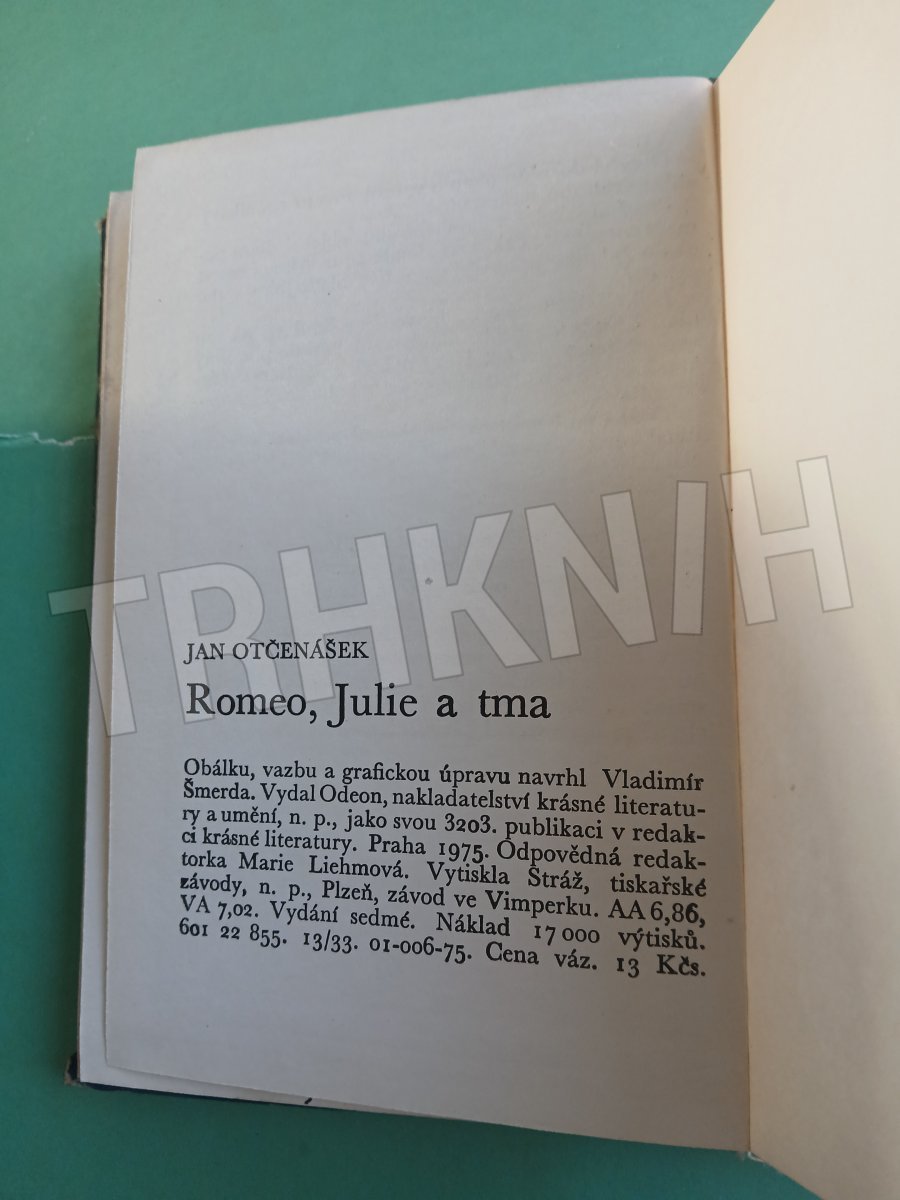 TRHKNIH
JAN OTČENÁŠEK
Romeo, Julie a tma
Obálku, vazbu a grafickou úpravu navrhl Vladimír
Šmerda. Vydal Odeon, nakladatelství krásné literatu-
ry a umění, n. p., jako svou 3203. publikaci v redak-
ci krásné literatury. Praha 1975. Odpovědná redak-
torka Marie Liehmová. Vytiskla Stráž, tiskařské
závody, n. p., Plzeň, závod ve Vimperku. AA 6,86,
VA 7,02. Vydání sedmé. Náklad 17 000 výtisků.
601 22 855. 13/33. 01-006-75. Cena váz. 13 Kčs.